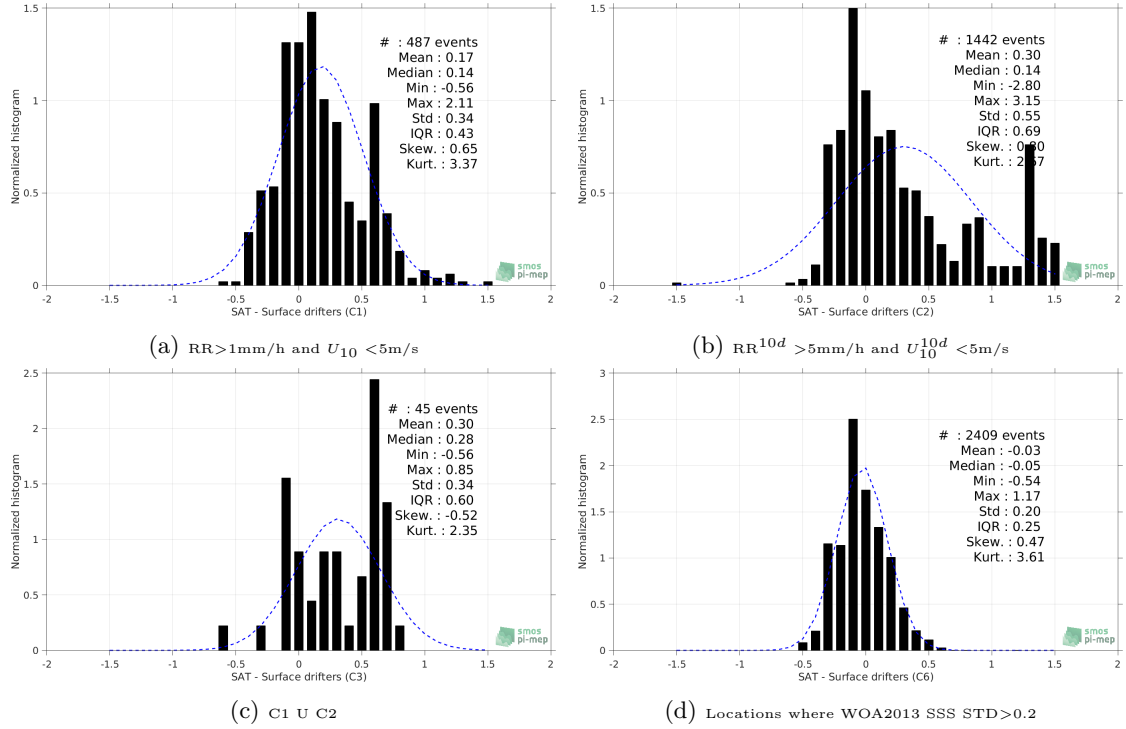 1.5
1
0.5
0
Normalized histogram
-2 -1.5 -1 -0.5 0 0.5 1 1.5 2
SAT - Surface drifters (C1)
# : 487 events
Mean : 0.17
Median : 0.14
Min : -0.56
Max : 2.11
Std : 0.34
IQR : 0.43
Skew. : 0.65
Kurt. : 3.37
smos
pi-mep
(a) RR>1mm/h and U10 <5m/s
1.5
1
0.5
0
Normalized histogram
-2 -1.5 -1 -0.5 0 0.5 1 1.5 2
SAT - Surface drifters (C2)
# : 1442 events
Mean : 0.30
Median : 0.14
Min : -2.80
Max : 3.15
Std : 0.55
IQR : 0.69
Skew. : 0.80
Kurt. : 2.67
smos
pi-mep
(b) RR^10d >5mm/h and U10^10d <5m/s
2.5
2
1.5
1
0.5
0
Normalized histogram
-2 -1.5 -1 -0.5 0 0.5 1 1.5 2
SAT - Surface drifters (C3)
# : 45 events
Mean : 0.30
Median : 0.28
Min : -0.56
Max : 0.85
Std : 0.34
IQR : 0.60
Skew. : -0.52
Kurt. : 2.35
smos
pi-mep
(c) C1 U C2
3
2.5
2
1.5
1
0.5
0
Normalized histogram
-2 -1.5 -1 -0.5 0 0.5 1 1.5 2
SAT - Surface drifters (C6)
# : 2409 events
Mean : -0.03
Median : -0.05
Min : -0.54
Max : 1.17
Std : 0.20
IQR : 0.25
Skew. : 0.47
Kurt. : 3.61
smos
pi-mep
(d) Locations where WOA2013 SSS STD>0.2